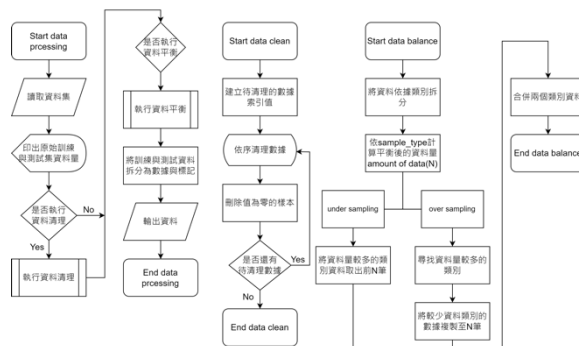 Start data
prcessing
讀取資料集
印出原始訓練
與測試集資料量
是否執行
資料清理
No
Yes
執行資料清理
是否執行
資料平衡
執行資料平衡
將訓練與測試資料
拆分為數據與標記
輸出資料
End data
prcessing
Start data clean
建立待清理的數據
索引值
依序清理數據
刪除值為零的樣本
是否還有
待清理數據
Yes
No
End data clean
Start data balance
將資料依據類別拆
分
依sample_type計
算平衡後的資料量
amount of data(N)
under sampling
over sampling
將資料量較多的類
別資料取出前N筆
尋找資料量較多的
類別
將較少資料類別的
數據複製至N筆
合併兩個類別資料
End data balance